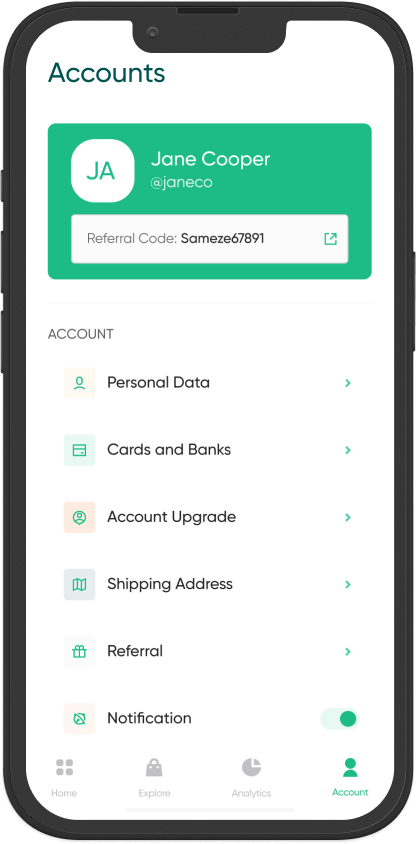 Accounts
JA
Jane Cooper
@janeco
Referral Code: Sameze67891
ACCOUNT
Personal Data
Cards and Banks
Account Upgrade
Shipping Address
Referral
Notification
Home
Explore
Analytics
Account